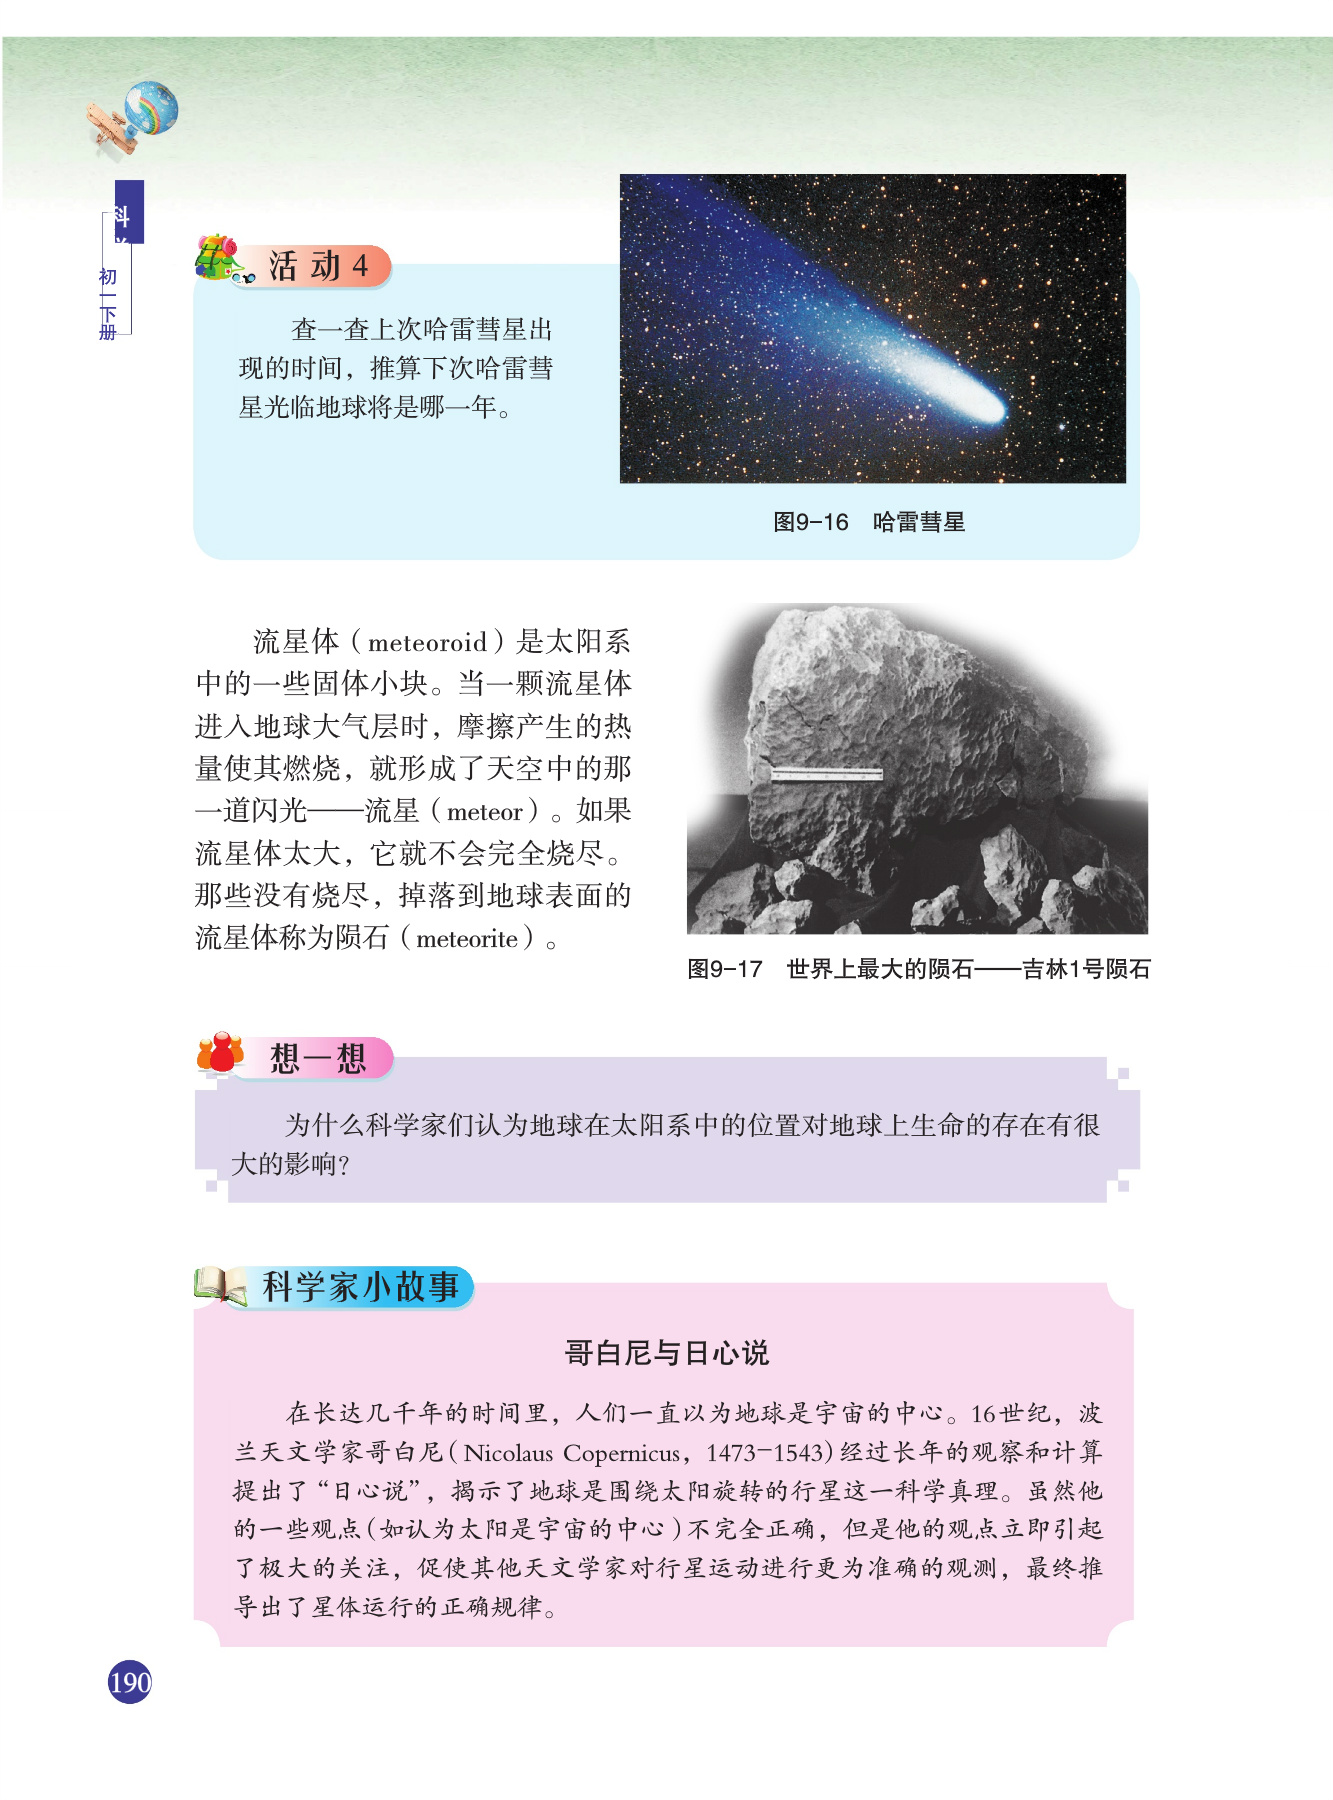 科
初一下册
活动4
查一查上次哈雷彗星出
现的时间，推算下次哈雷彗
星光临地球将是哪一年。
图9-16　哈雷彗星
流星体（meteoroid）是太阳系
中的一些固体小块。当一颗流星体
进入地球大气层时，摩擦产生的热
量使其燃烧，就形成了天空中的那
一道闪光——流星（meteor）。如果
流星体太大，它就不会完全烧尽。
那些没有烧尽，掉落到地球表面的
流星体称为陨石（meteorite）。
图9-17　世界上最大的陨石——吉林1号陨石
想一想
为什么科学家们认为地球在太阳系中的位置对地球上生命的存在有很
大的影响？
科学家小故事
哥白尼与日心说
在长达几千年的时间里，人们一直以为地球是宇宙的中心。16世纪，波
兰天文学家哥白尼（Nicolaus Copernicus，1473-1543）经过长年的观察和计算
提出了“日心说”，揭示了地球是围绕太阳旋转的行星这一科学真理。虽然他
的一些观点（如认为太阳是宇宙的中心）不完全正确，但是他的观点立即引起
了极大的关注，促使其他天文学家对行星运动进行更为准确的观测，最终推
导出了星体运行的正确规律。
190